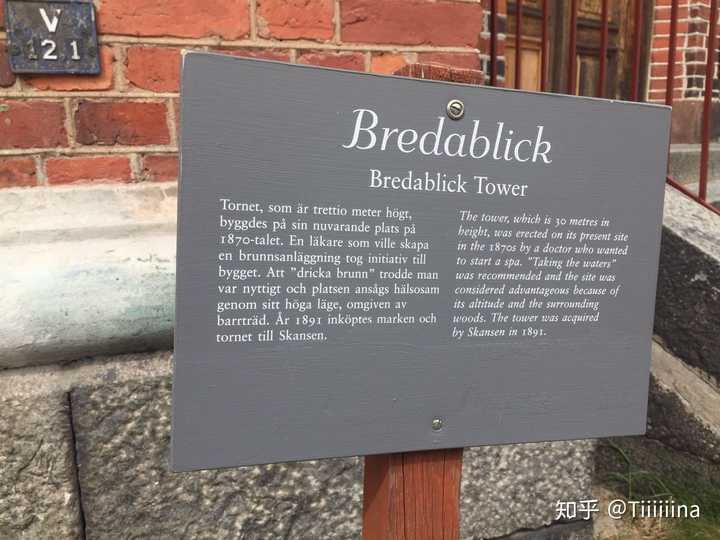 V
121
Bredablick
Bredablick Tower
Tornet, som är trettio meter högt,
byggdes på sin nuvarande plats på
1870-talet. En läkare som ville skapa
en brunnsanläggning tog initiativ till
bygget. Att ”dricka brunn” trodde man
var nyttigt och platsen ansågs hälsosam
genom sitt höga läge, omgiven av
barrträd. År 1891 inköptes marken och
tornet till Skansen.
The tower, which is 30 metres in
height, was erected on its present site
in the 1870s by a doctor who wanted
to start a spa. ”Taking the waters”
was recommended and the site was
considered advantageous because of
its altitude and the surrounding
woods. The tower was acquired
by Skansen in 1891.
知乎 @Tiiiiiina